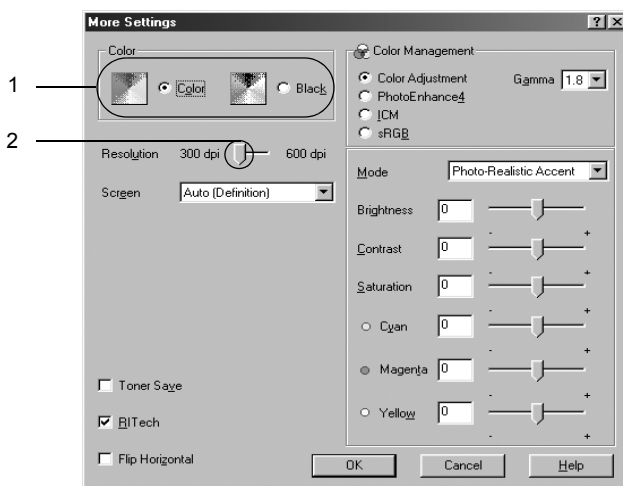 More Settings
Color
1
Color
Black
2
Resolution 300 dpi 600 dpi
Screen Auto (Definition)
Toner Save
RITech
Flip Horizontal
Color Management
Color Adjustment
Gamma 1.8
PhotoEnhance4
ICM
sRGB
Mode Photo-Realistic Accent
Brightness 0
- +
Contrast 0
- +
Saturation 0
- +
Cyan 0
- +
Magenta 0
- +
Yellow 0
- +
OK Cancel Help